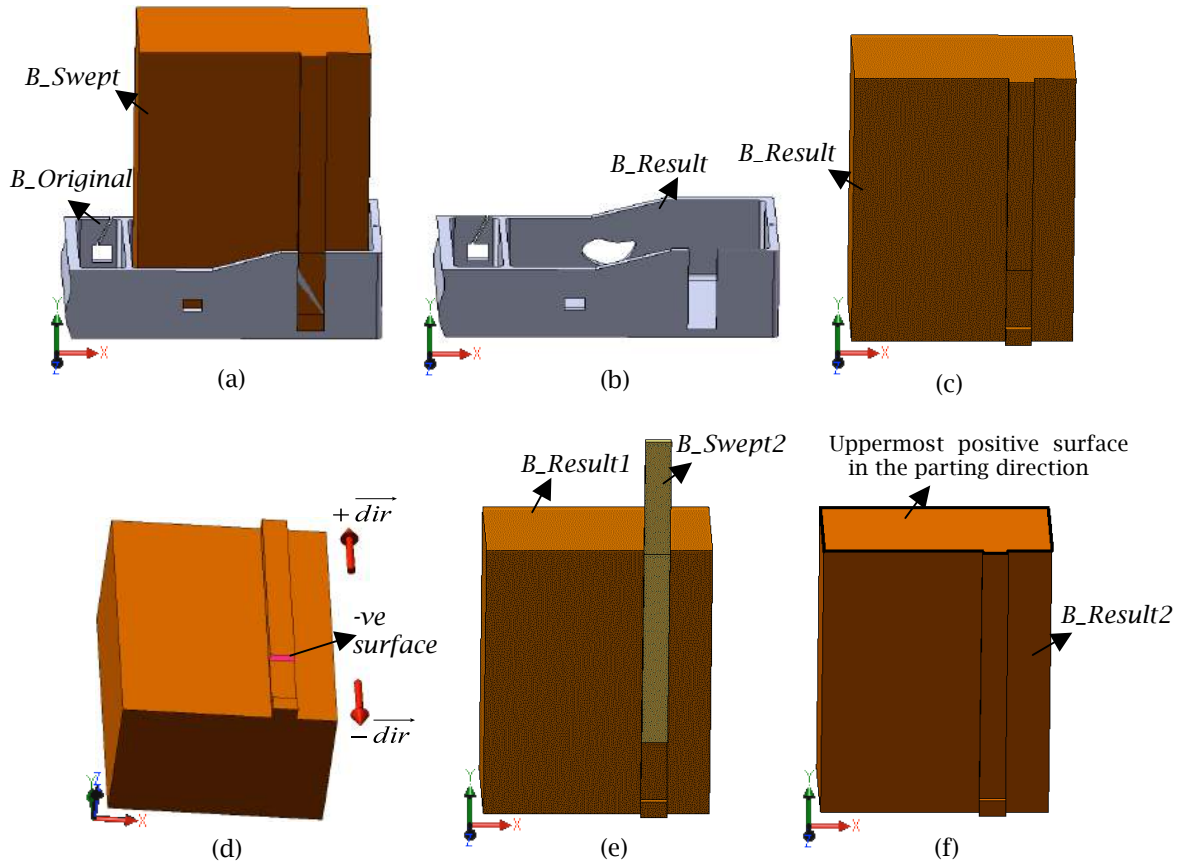 B_Swept
B_Original
Y
X
Z
(a)
B_Result
Y
X
Z
(b)
B_Result
Y
X
Z
(c)
+ dir
-ve
surface
− dir
Y
Z
X
(d)
B_Result1
B_Swept2
Y
X
Z
(e)
Uppermost positive surface
in the parting direction
B_Result2
Y
X
Z
(f)